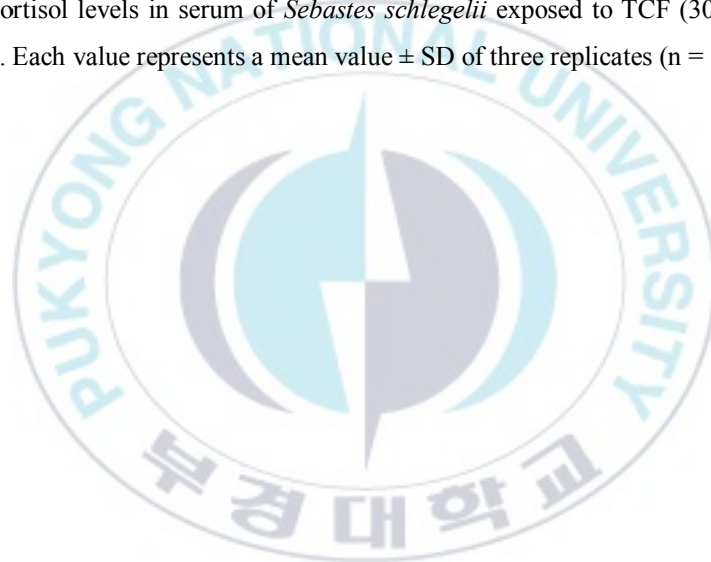 ortisol levels in serum of Sebastes schlegelii exposed to TCF (30
. Each value represents a mean value ± SD of three replicates (n =
PUKYONG NATIONAL UNIVERSITY
부경대학교